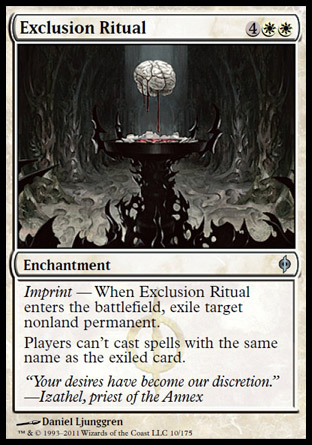 Exclusion Ritual 4
Enchantment
Imprint — When Exclusion Ritual
enters the battlefield, exile target
nonland permanent.
Players can't cast spells with the same
name as the exiled card.
“Your desires have become our discretion.”
—Izathel, priest of the Annex
Daniel Ljunggren
™ & © 1993–2011 Wizards of the Coast LLC 10/175